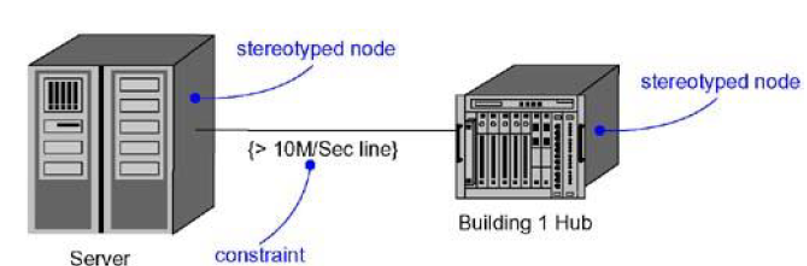 stereotyped node
stereotyped node
{> 10M/Sec line}
Building 1 Hub
Server
constraint